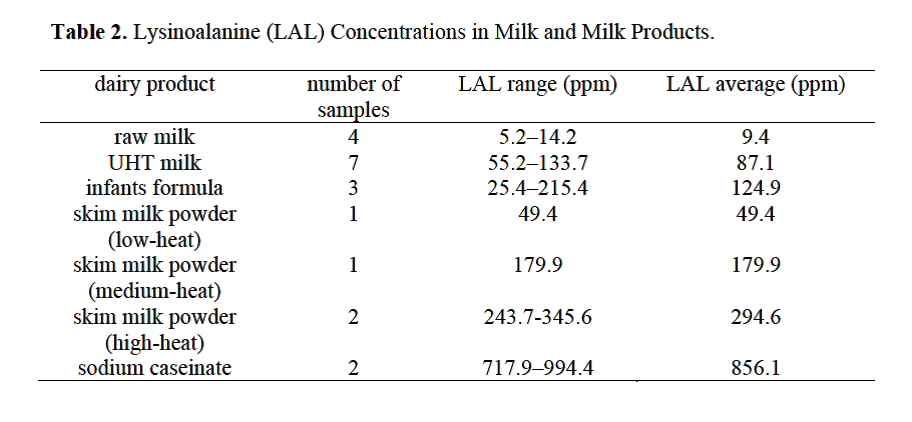 Table 2. Lysinoalanine (LAL) Concentrations in Milk and Milk Products.
dairy product number of samples LAL range (ppm) LAL average (ppm)
raw milk 4 5.2–14.2 9.4
UHT milk 7 55.2–133.7 87.1
infants formula 3 25.4–215.4 124.9
skim milk powder 1 49.4 49.4
(low-heat)
skim milk powder 1 179.9 179.9
(medium-heat)
skim milk powder 2 243.7-345.6 294.6
(high-heat)
sodium caseinate 2 717.9–994.4 856.1